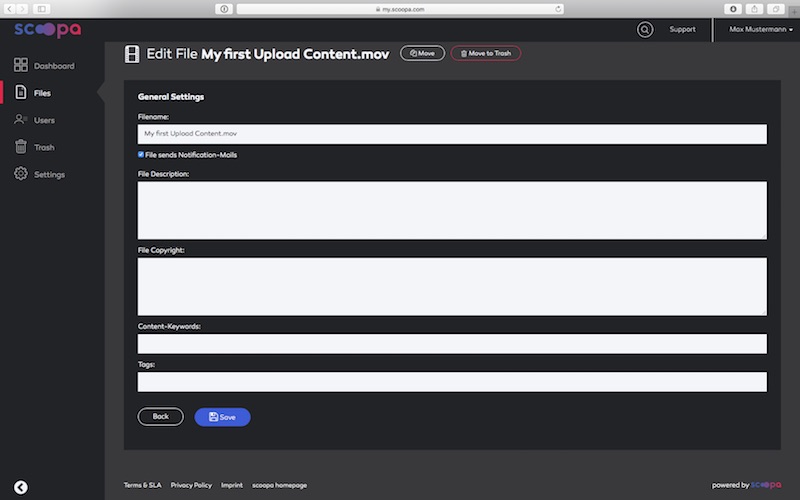 my.scoopa.com
scoopa
Support
Max Mustermann
Edit File My first Upload Content.mov
Move
Move to Trash
Dashboard
Files
Users
Trash
Settings
General Settings
Filename:
My first Upload Content.mov
File sends Notification-Mails
File Description:
File Copyright:
Content-Keywords:
Tags:
Back
Save
Terms & SLA
Privacy Policy
Imprint
scoopa homepage
powered by scoopa